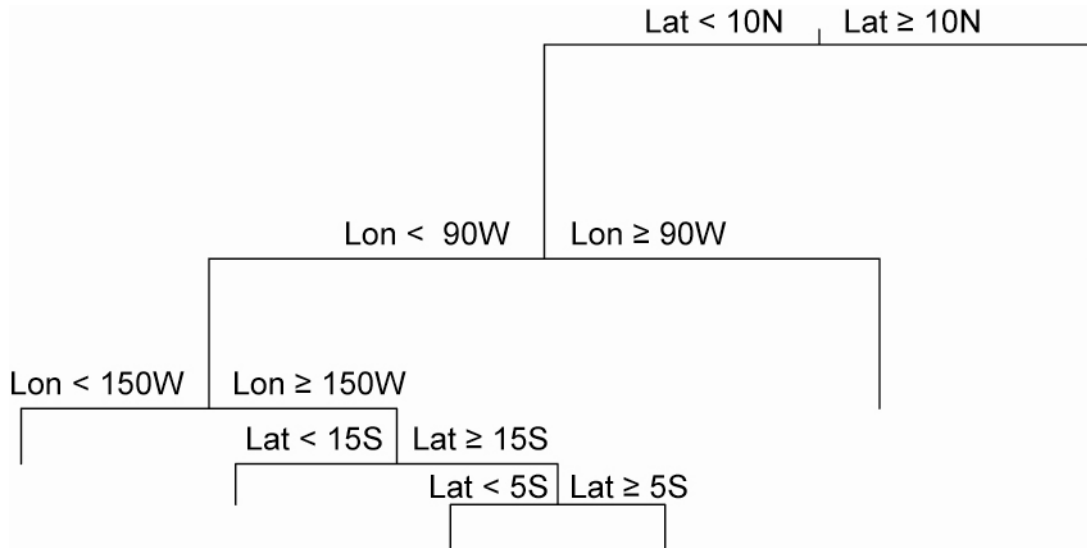 Lat < 10N Lat ≥ 10N
Lon < 90W Lon ≥ 90W
Lon < 150W Lon ≥ 150W
Lat < 15S Lat ≥ 15S
Lat < 5S Lat ≥ 5S